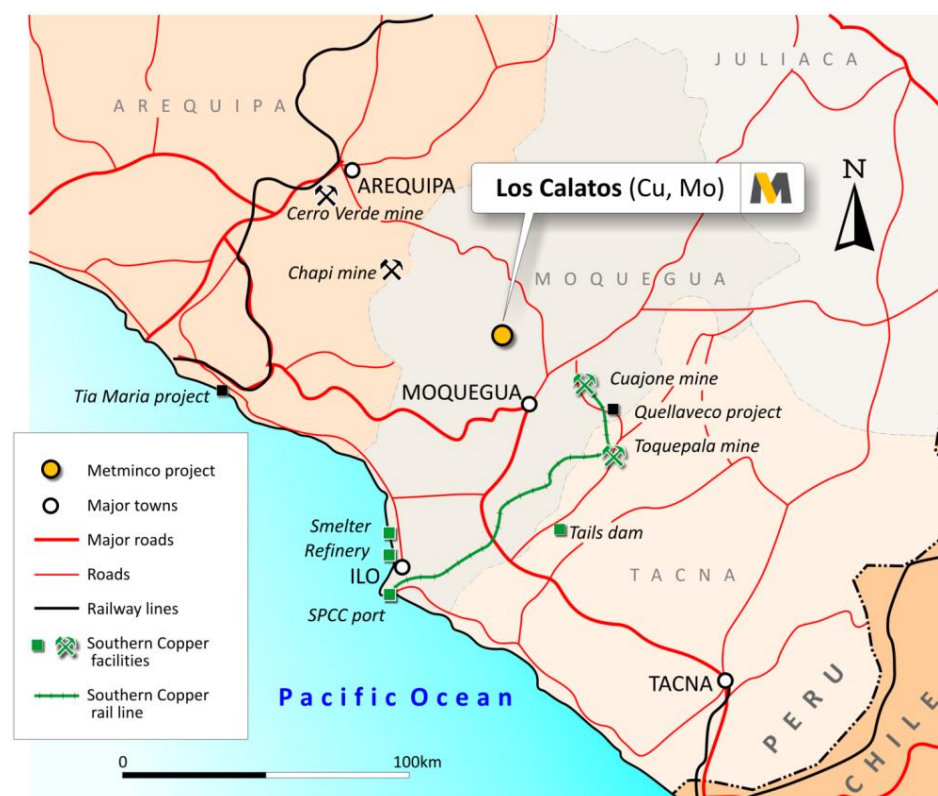 JULIACA
AREQUIPA
N
AREQUIPA
Los Calatos (Cu, Mo)
Cerro Verde mine
Chapi mine
MOQUEGUA
Tia Maria project
MOQUEGUA
Cuajone mine
Quellaveco project
Toquepala mine
Metminco project
Major towns
Major roads
Roads
Railway lines
Southern Copper
facilities
Southern Copper
rail line
Smelter
Refinery
ILO
SPCC port
Tails dam
TACNA
TACNA
Pacific Ocean
PERU
CHILE
0
100km